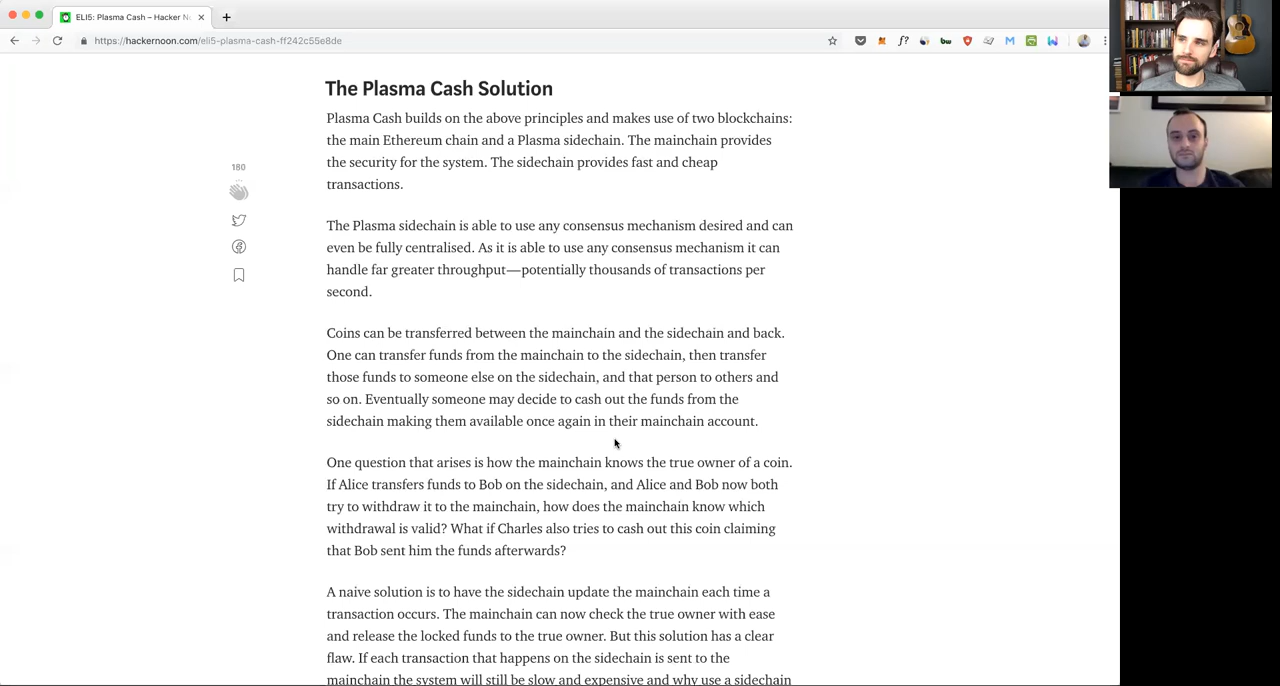 ELI5: Plasma Cash – Hacker N
https://hackernoon.com/eli5-plasma-cash-ff242c55e8de
The Plasma Cash Solution
Plasma Cash builds on the above principles and makes use of two blockchains:
the main Ethereum chain and a Plasma sidechain. The mainchain provides
the security for the system. The sidechain provides fast and cheap
transactions.
180
The Plasma sidechain is able to use any consensus mechanism desired and can
even be fully centralised. As it is able to use any consensus mechanism it can
handle far greater throughput—potentially thousands of transactions per
second.
Coins can be transferred between the mainchain and the sidechain and back.
One can transfer funds from the mainchain to the sidechain, then transfer
those funds to someone else on the sidechain, and that person to others and
so on. Eventually someone may decide to cash out the funds from the
sidechain making them available once again in their mainchain account.
One question that arises is how the mainchain knows the true owner of a coin.
If Alice transfers funds to Bob on the sidechain, and Alice and Bob now both
try to withdraw it to the mainchain, how does the mainchain know which
withdrawal is valid? What if Charles also tries to cash out this coin claiming
that Bob sent him the funds afterwards?
A naive solution is to have the sidechain update the mainchain each time a
transaction occurs. The mainchain can now check the true owner with ease
and release the locked funds to the true owner. But this solution has a clear
flaw. If each transaction that happens on the sidechain is sent to the
mainchain the system will still be slow and expensive and why use a sidechain